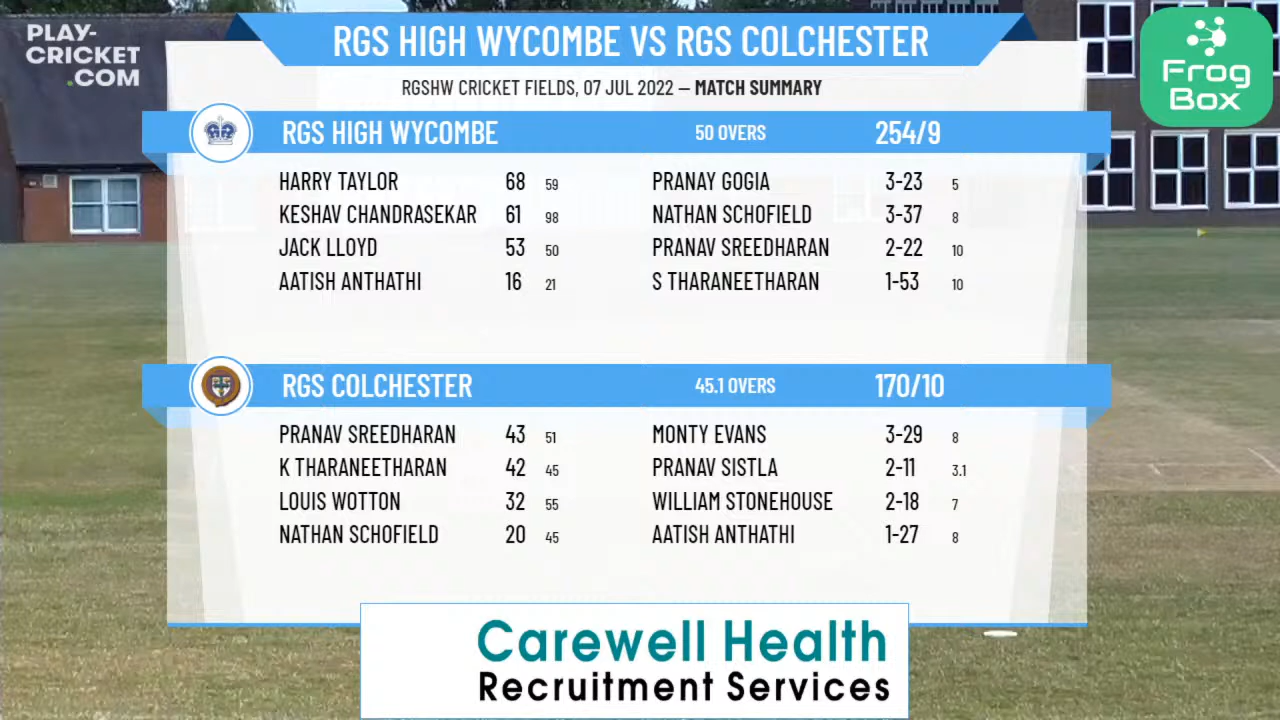 PLAY-
CRICKET
.COM
RGS HIGH WYCOMBE VS RGS COLCHESTER
Frog
Box
RGSHW CRICKET FIELDS, 07 JUL 2022 – MATCH SUMMARY
RGS HIGH WYCOMBE 50 OVERS 254/9
HARRY TAYLOR 68 59 PRANAY GOGIA 3-23 5
KESHAV CHANDRASEKAR 61 98 NATHAN SCHOFIELD 3-37 8
JACK LLOYD 53 50 PRANAV SREEDHARAN 2-22 10
AATISH ANTHATHI 16 21 S THARANEETHARAN 1-53 10
RGS COLCHESTER 45.1 OVERS 170/10
PRANAV SREEDHARAN 43 51 MONTY EVANS 3-29 8
K THARANEETHARAN 42 45 PRANAV SISTLA 2-11 3.1
LOUIS WOTTON 32 55 WILLIAM STONEHOUSE 2-18 7
NATHAN SCHOFIELD 20 45 AATISH ANTHATHI 1-27 8
Carewell Health
Recruitment Services